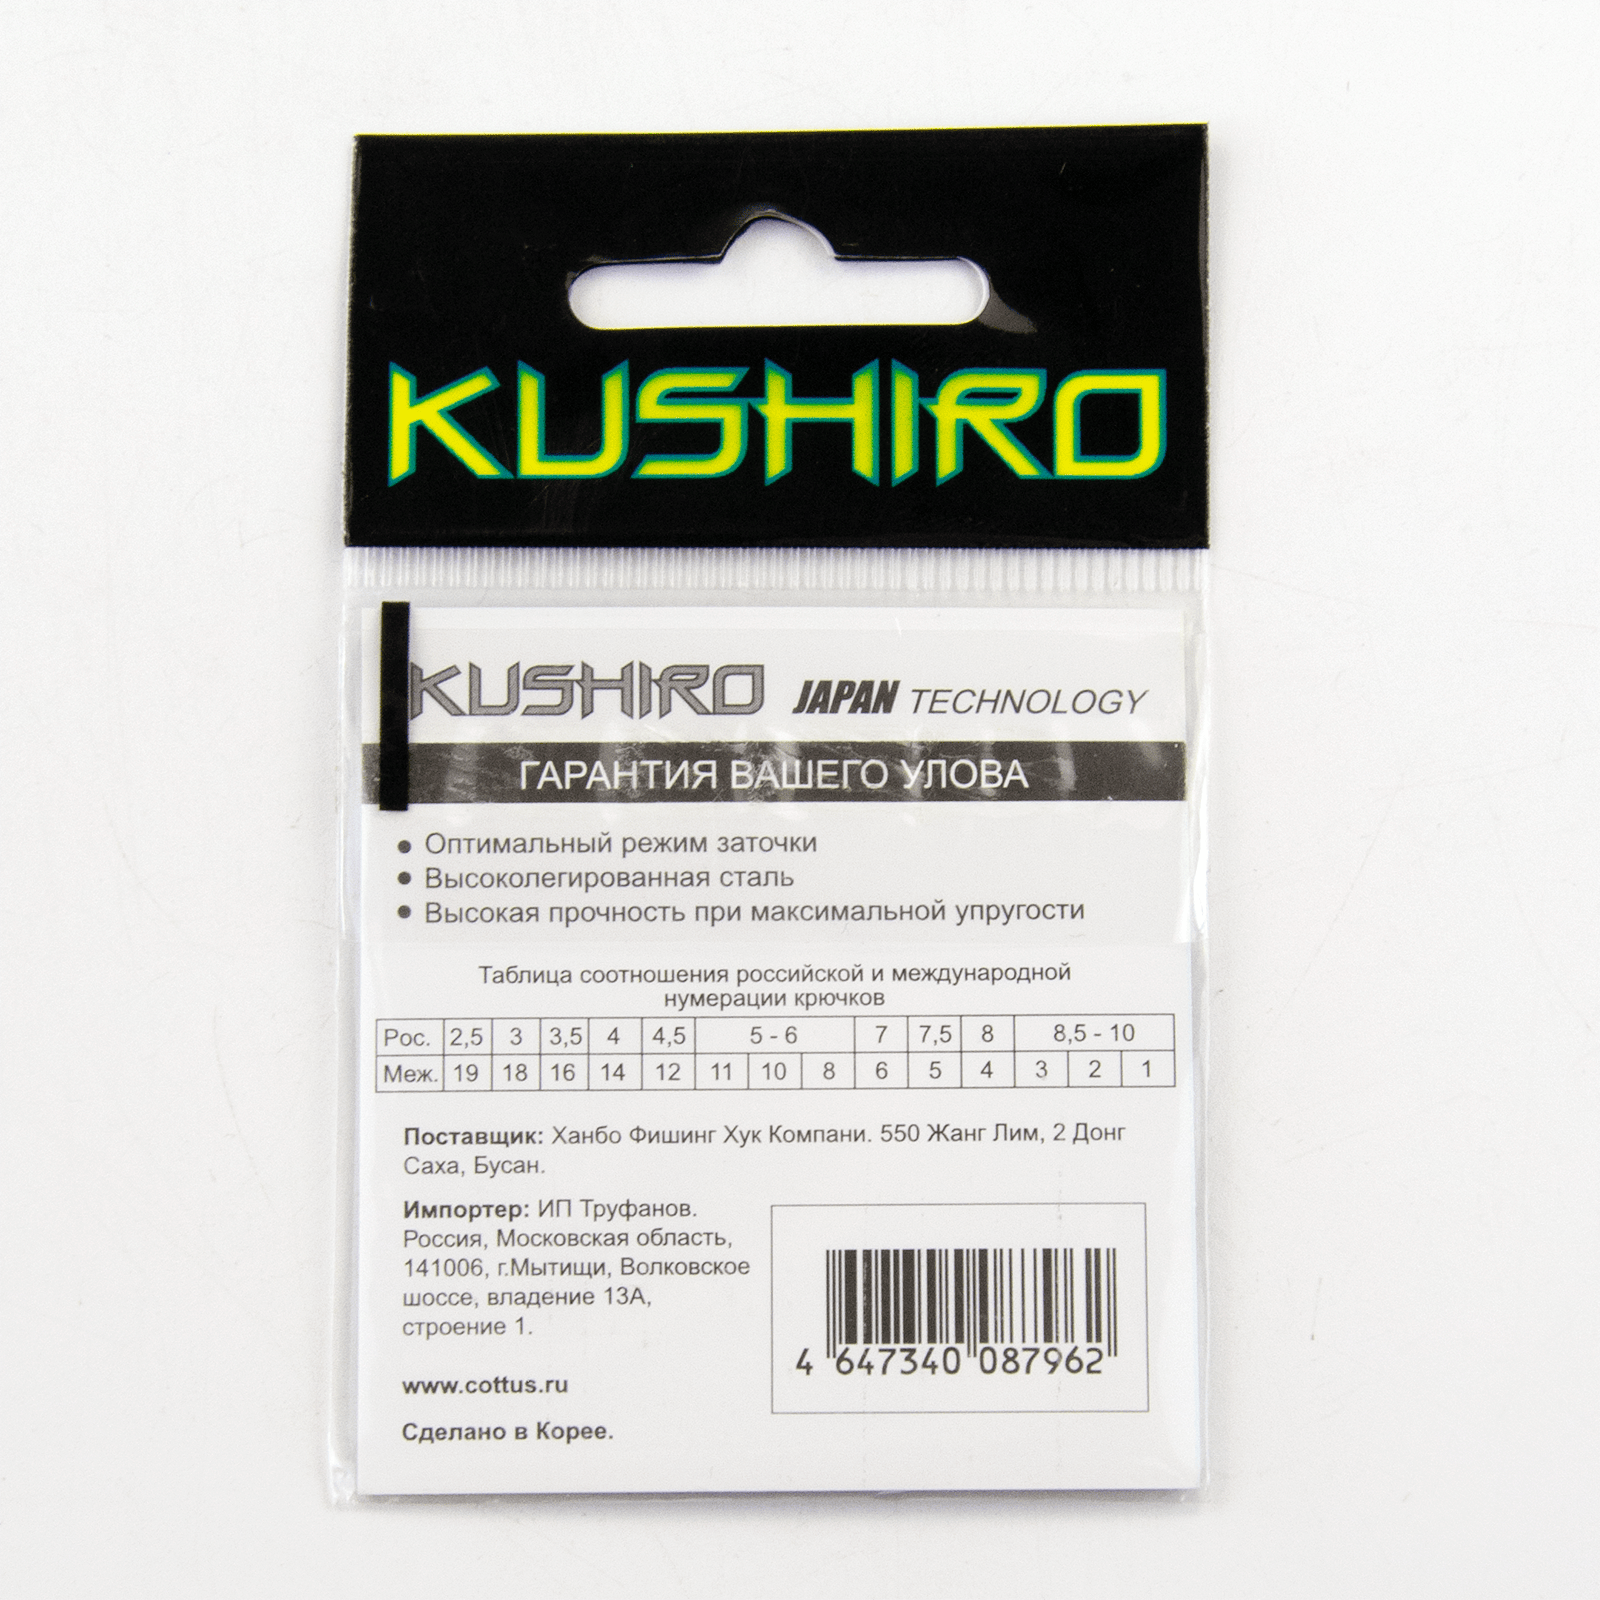 KUSHIRO
KUSHIRO JAPAN TECHNOLOGY
ГАРАНТИЯ ВАШЕГО УЛОВА
● Оптимальный режим заточки
● Высоколегированная сталь
● Высокая прочность при максимальной упругости
Таблица соотношения российской и международной
нумерации крючков
Рос. 2,5 3 3,5 4 4,5 5 - 6 7 7,5 8 8,5 - 10
Меж. 19 18 16 14 12 11 10 8 6 5 4 3 2 1
Поставщик: Ханбо Фишинг Хук Компани. 550 Жанг Лим, 2 Донг
Саха, Бусан.
Импортер: ИП Труфанов.
Россия, Московская область,
141006, г.Мытищи, Волковское
шоссе, владение 13А,
строение 1.
www.cottus.ru
Сделано в Корее.
4 647340 087962